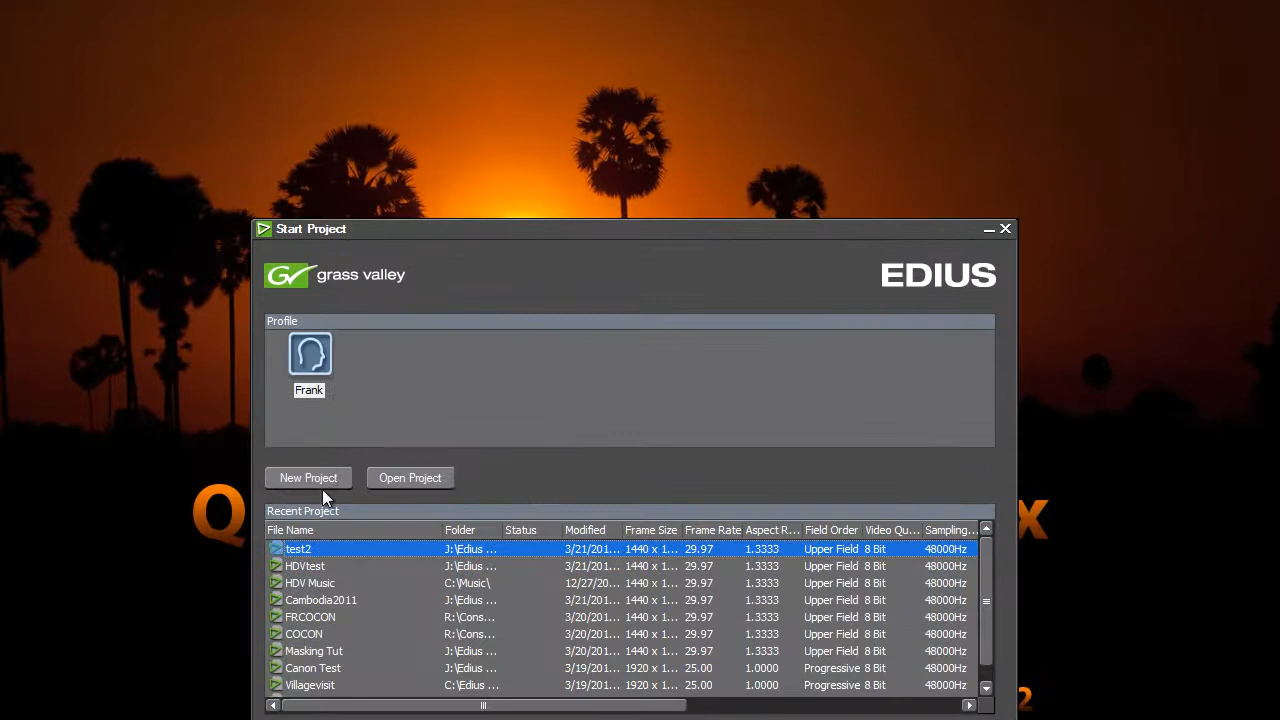 Start Project
GV grass valley
EDIUS
Profile
Frank
New Project Open Project
Q x
Recent Project
File Name Folder Status Modified Frame Size Frame Rate Aspect R... Field Order Video Qu... Sampling...
test2 J:\Edius ... 3/21/201... 1440 x 1... 29.97 1.3333 Upper Field 8 Bit 48000Hz
HDVtest J:\Edius ... 3/21/201... 1440 x 1... 29.97 1.3333 Upper Field 8 Bit 48000Hz
HDV Music C:\Music\ 12/27/20... 1440 x 1... 29.97 1.3333 Upper Field 8 Bit 48000Hz
Cambodia2011 J:\Edius ... 3/21/201... 1440 x 1... 29.97 1.3333 Upper Field 8 Bit 48000Hz
FRCOCON R:\Cons... 3/20/201... 1440 x 1... 29.97 1.3333 Upper Field 8 Bit 48000Hz
COCON R:\Cons... 3/20/201... 1440 x 1... 29.97 1.3333 Upper Field 8 Bit 48000Hz
Masking Tut J:\Edius ... 3/20/201... 1440 x 1... 29.97 1.3333 Upper Field 8 Bit 48000Hz
Canon Test J:\Edius ... 3/19/201... 1920 x 1... 25.00 1.0000 Progressive 8 Bit 48000Hz
Villagevisit C:\Edius ... 3/19/201... 1920 x 1... 25.00 1.0000 Progressive 8 Bit 48000Hz
2